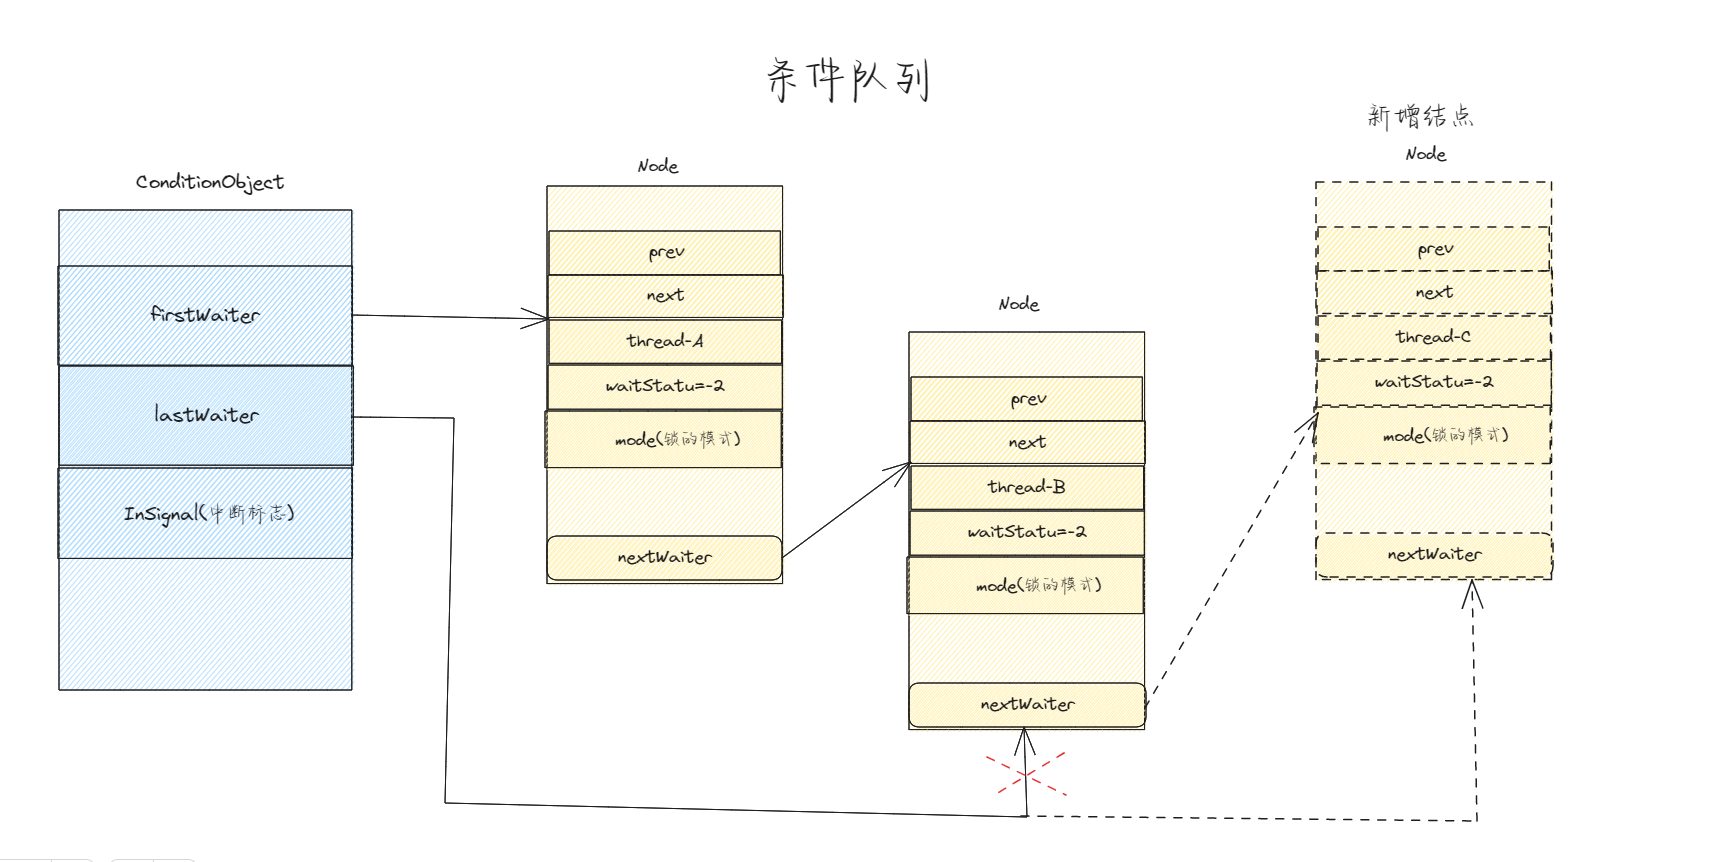 条件队列
ConditionObject
firstWaiter
lastWaiter
InSignal(中断标志)
Node
prev
next
thread-A
waitStatu=-2
mode(锁的模式)
nextWaiter
Node
prev
next
thread-B
waitStatu=-2
mode(锁的模式)
nextWaiter
新增结点
Node
prev
next
thread-C
waitStatu=-2
mode(锁的模式)
nextWaiter